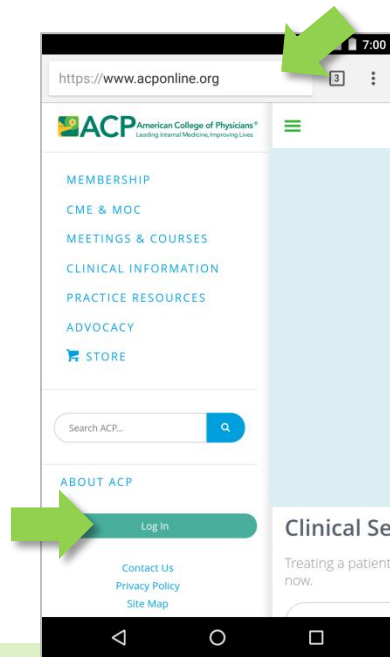 7:00
https://www.acponline.org
3
ACP American College of Physicians®
Leading Internal Medicine, Improving Lives
MEMBERSHIP
CME & MOC
MEETINGS & COURSES
CLINICAL INFORMATION
PRACTICE RESOURCES
ADVOCACY
STORE
Search ACP...
ABOUT ACP
Log In
Contact Us
Privacy Policy
Site Map
Clinical Se
Treating a patient
now.